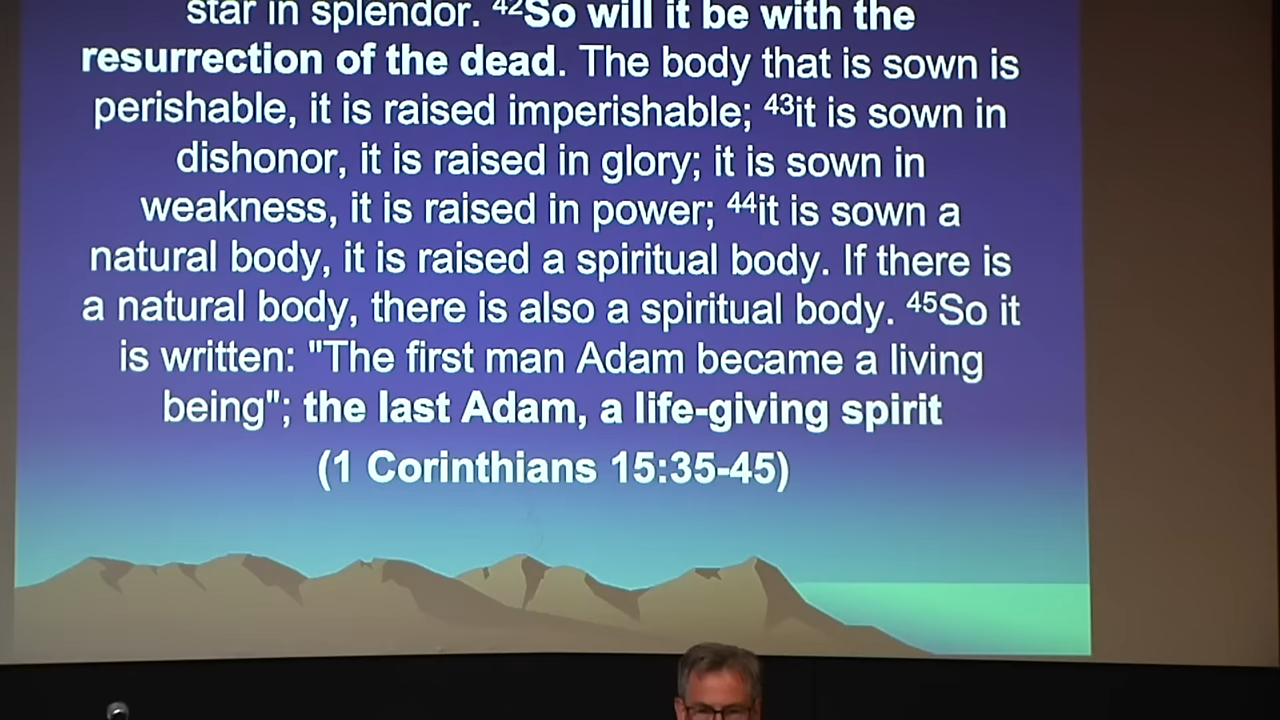 star in splendor. ⁴²So will it be with the
resurrection of the dead. The body that is sown is
perishable, it is raised imperishable; ⁴³it is sown in
dishonor, it is raised in glory; it is sown in
weakness, it is raised in power; ⁴⁴it is sown a
natural body, it is raised a spiritual body. If there is
a natural body, there is also a spiritual body. ⁴⁵So it
is written: "The first man Adam became a living
being"; the last Adam, a life-giving spirit
(1 Corinthians 15:35-45)